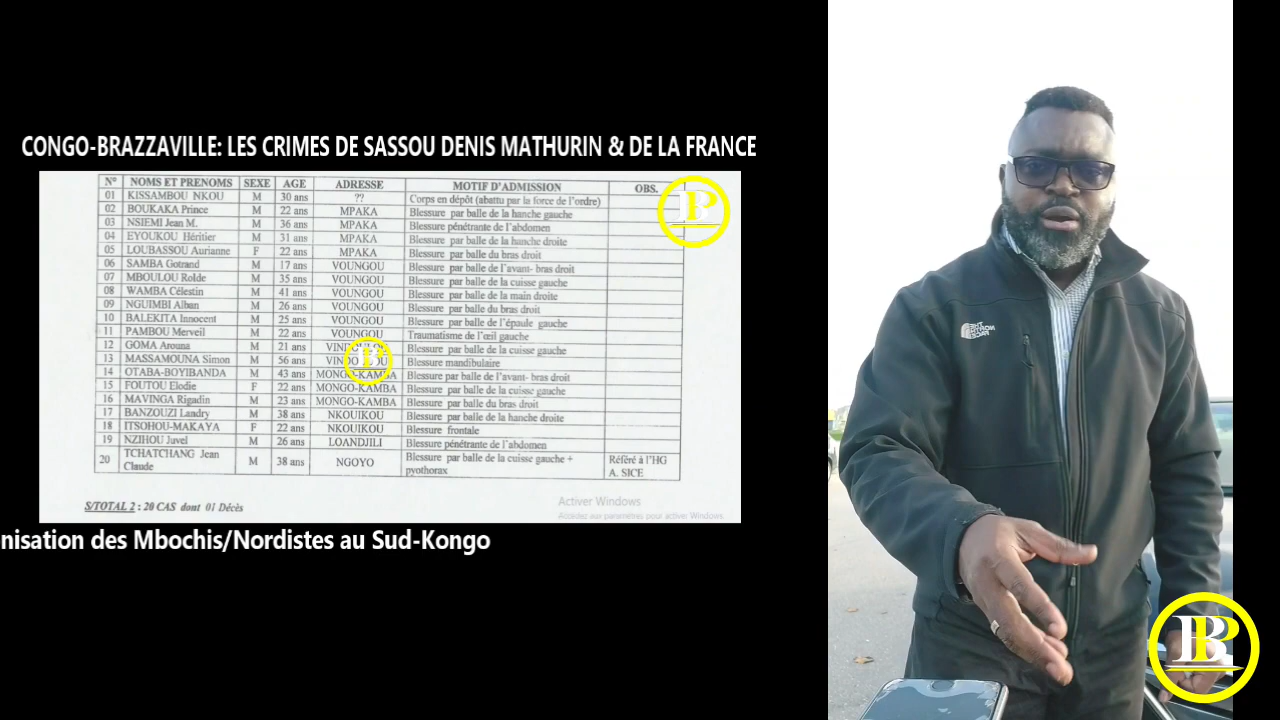 CONGO-BRAZZAVILLE: LES CRIMES DE SASSOU DENIS MATHURIN & DE LA FRANCE
N° NOMS ET PRENOMS SEXE AGE ADRESSE MOTIF D'ADMISSION OBS.
01 KISSAMBOU NKOU M 30 ans ?? Corps en dépôt (abattu par la force de l'ordre)
02 BOUKAKA Prince M 22 ans MPAKA Blessure par balle de la hanche gauche
03 NSIEMI Jean M. M 36 ans MPAKA Blessure pénétrante de l'abdomen
04 EYOUKOU Héritier M 31 ans MPAKA Blessure par balle de la hanche droite
05 LOUBASSOU Aurianne F 22 ans MPAKA Blessure par balle du bras droit
06 SAMBA Gotrand M 17 ans VOUNGOU Blessure par balle de l'avant- bras droit
07 MBOULOU Rolde M 35 ans VOUNGOU Blessure par balle de la cuisse gauche
08 WAMBA Célestin M 41 ans VOUNGOU Blessure par balle de la main droite
09 NGUIMBI Alban M 26 ans VOUNGOU Blessure par balle du bras droit
10 BALEKITA Innocent M 25 ans VOUNGOU Blessure par balle de l'épaule gauche
11 PAMBOU Merveil M 22 ans VOUNGOU Traumatisme de l'œil gauche
12 GOMA Arouna M 21 ans Blessure par balle de la cuisse gauche
13 MASSAMOUNA Simon M 56 ans Blessure mandibulaire
14 OTABA-BOYIBANDA M 43 ans MONGO-KAMBA Blessure par balle de l'avant- bras droit
15 FOUTOU Elodie F 22 ans MONGO-KAMBA Blessure par balle de la cuisse gauche
16 MAVINGA Rigadin M 23 ans MONGO-KAMBA Blessure par balle du bras droit
17 BANZOUZI Landry M 38 ans NKOUIKOU Blessure par balle de la hanche droite
18 ITSOHOU-MAKAYA F 22 ans NKOUIKOU Blessure frontale
19 NZIHOU Juvel M 26 ans LOANDJILI Blessure pénétrante de l'abdomen
20 TCHATCHANG Jean Claude M 38 ans NGOYO Blessure par balle de la cuisse gauche + pyothorax Référé à l'HG A. SICE
S/TOTAL 2 : 20 CAS dont 01 Décès
Activer Windows
Accédez aux paramètres pour activer Windows.
nisation des Mbochis/Nordistes au Sud-Kongo
THE
NORTH
FACE
BP
BP
BP